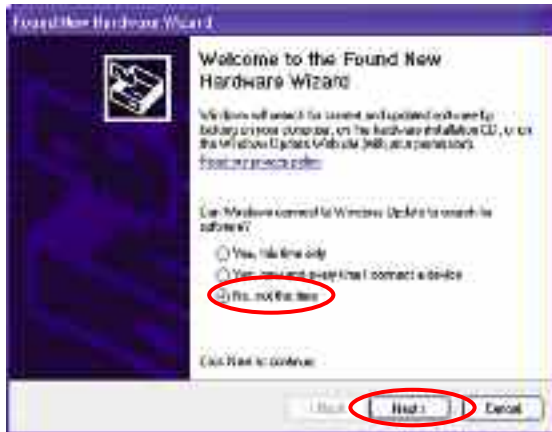 Found New Hardware Wizard
Welcome to the Found New
Hardware Wizard
Windows will search for current and updated software by
looking on your computer, on the hardware installation CD, or on
the Windows Update Web site (with your permission).
Read our privacy policy
Can Windows connect to Windows Update to search for
software?
Yes, this time only
Yes, now and every time I connect a device
No, not this time
Click Next to continue.
< Back Next > Cancel